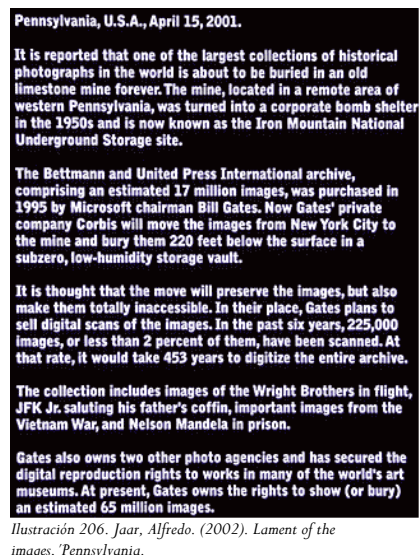 Pennsylvania, U.S.A., April 15, 2001.
It is reported that one of the largest collections of historical
photographs in the world is about to be buried in an old
limestone mine forever. The mine, located in a remote area of
western Pennsylvania, was turned into a corporate bomb shelter
in the 1950s and is now known as the Iron Mountain National
Underground Storage site.
The Bettmann and United Press International archive,
comprising an estimated 17 million images, was purchased in
1995 by Microsoft chairman Bill Gates. Now Gates' private
company Corbis will move the images from New York City to
the mine and bury them 220 feet below the surface in a
subzero, low-humidity storage vault.
It is thought that the move will preserve the images, but also
make them totally inaccessible. In their place, Gates plans to
sell digital scans of the images. In the past six years, 225,000
images, or less than 2 percent of them, have been scanned. At
that rate, it would take 453 years to digitize the entire archive.
The collection includes images of the Wright Brothers in flight,
JFK Jr. saluting his father's coffin, important images from the
Vietnam War, and Nelson Mandela in prison.
Gates also owns two other photo agencies and has secured the
digital reproduction rights to works in many of the world's art
museums. At present, Gates owns the rights to show (or bury)
an estimated 65 million images.
Ilustración 206. Jaar, Alfredo. (2002). Lament of the
images, 'Pennsylvania.